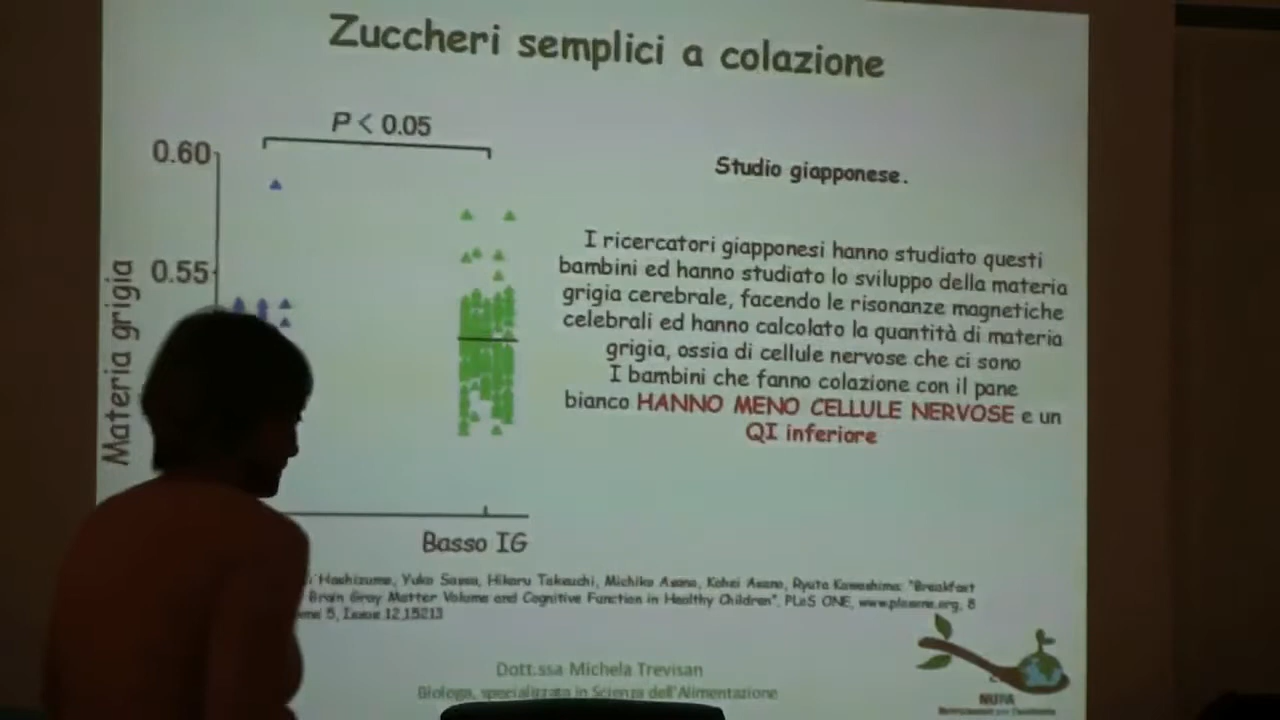 Zuccheri semplici a colazione
P < 0.05
0.60
0.55
Materia grigia
Basso IG
Studio giapponese.
I ricercatori giapponesi hanno studiato questi
bambini ed hanno studiato lo sviluppo della materia
grigia cerebrale, facendo le risonanze magnetiche
celebrali ed hanno calcolato la quantità di materia
grigia, ossia di cellule nervose che ci sono
I bambini che fanno colazione con il pane
bianco HANNO MENO CELLULE NERVOSE e un
QI inferiore
Hashizume, Yuko Sassa, Hikaru Takeuchi, Michiko Asano, Kohei Asano, Ryuta Kawashima: "Breakfast
Brain Gray Matter Volume and Cognitive Function in Healthy Children", PLoS ONE, www.plosone.org, 8
5, Issue 12,15213
Dott.ssa Michela Trevisan
Biologa, specializzata in Scienza dell'Alimentazione